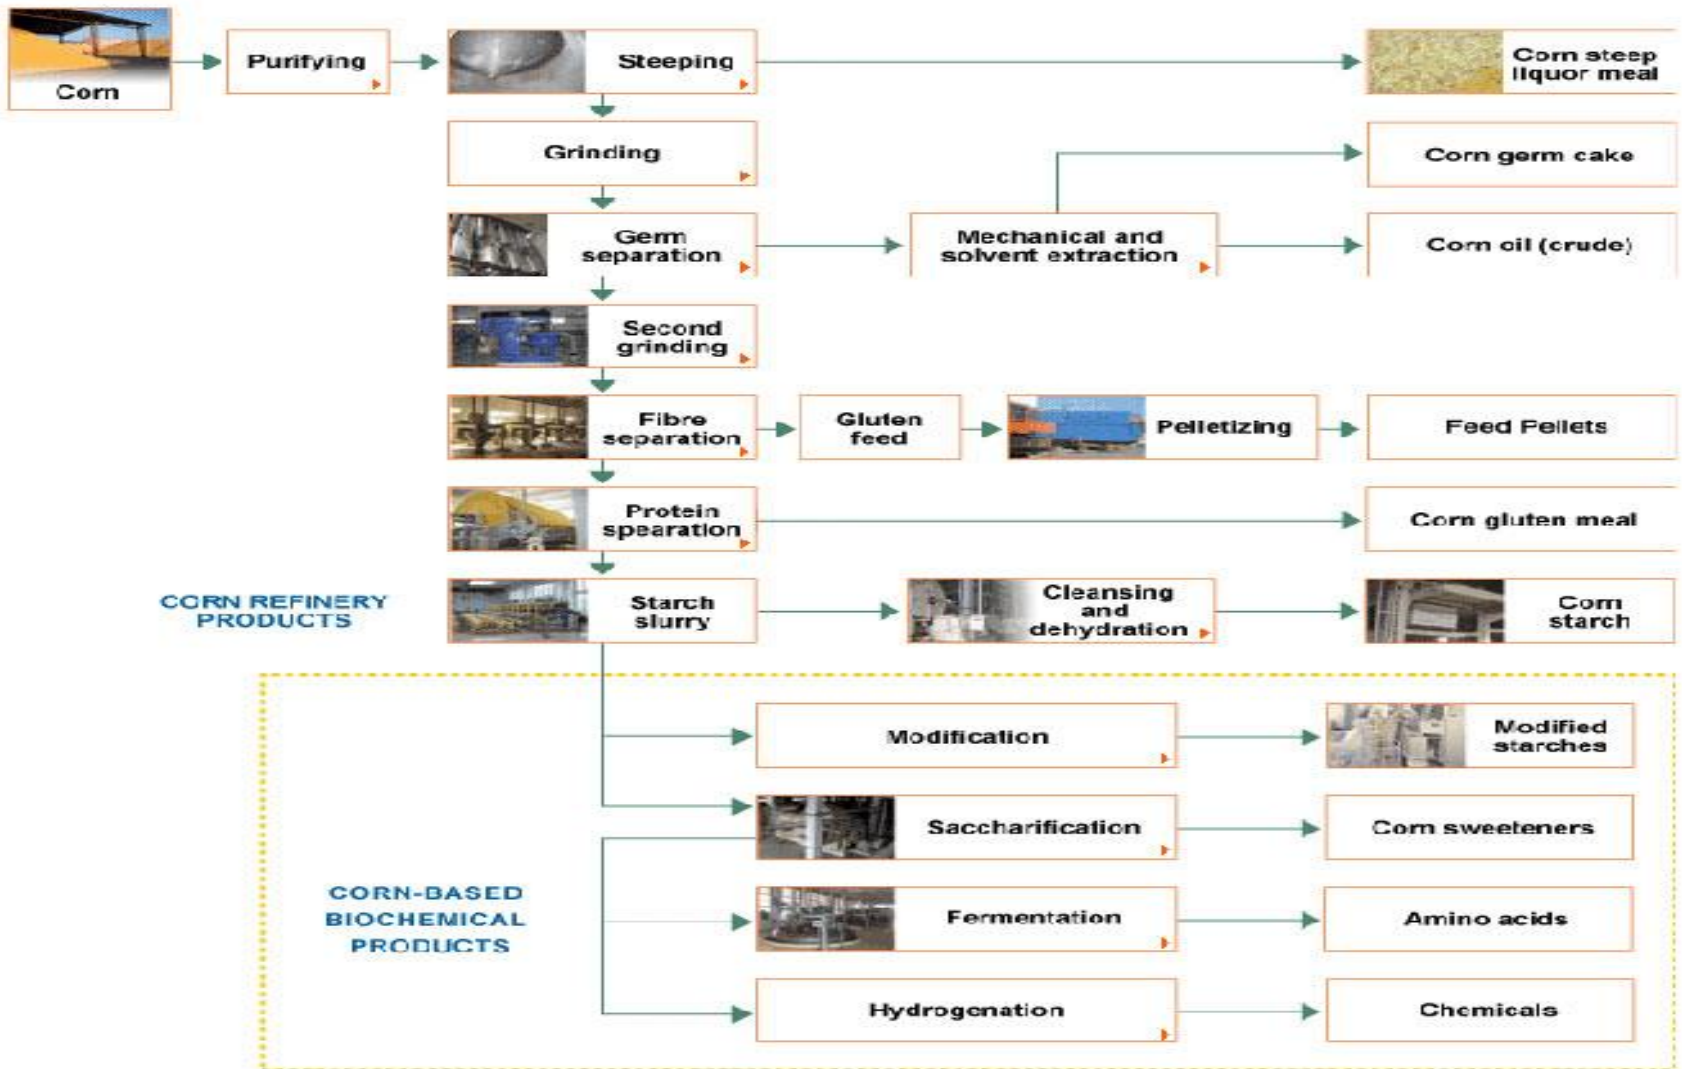 Corn
Purifying
Steeping
Corn steep
liquor meal
Grinding
Corn germ cake
Germ
separation
Mechanical and
solvent extraction
Corn oil (crude)
Second
grinding
Fibre
separation
Gluten
feed
Pelletizing
Feed Pellets
Protein
spearation
Corn gluten meal
CORN REFINERY
PRODUCTS
Starch
slurry
Cleansing
and
dehydration
Corn
starch
Modification
Modified
starches
Saccharification
Corn sweeteners
CORN-BASED
BIOCHEMICAL
PRODUCTS
Fermentation
Amino acids
Hydrogenation
Chemicals